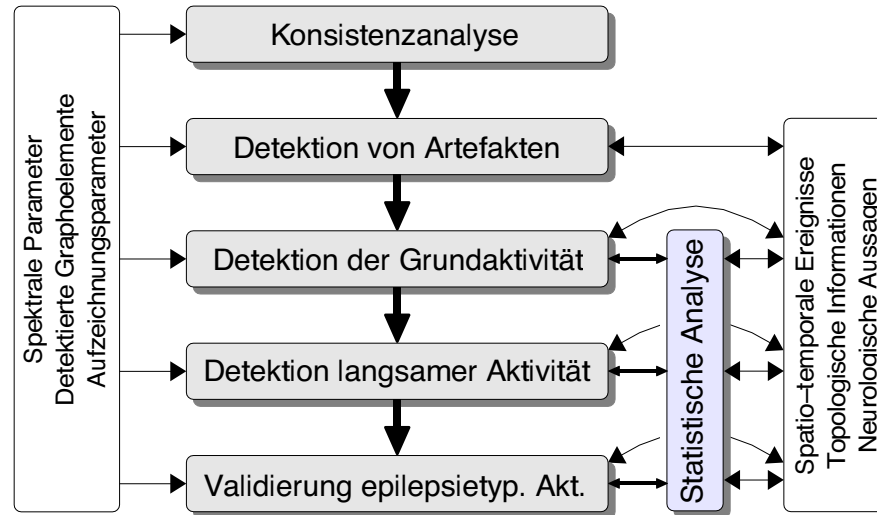 Spektrale Parameter
Detektierte Graphoelemente
Aufzeichnungsparameter
Konsistenzanalyse
Detektion von Artefakten
Detektion der Grundaktivität
Detektion langsamer Aktivität
Validierung epilepsietyp. Akt.
Statistische Analyse
Spatio–temporale Ereignisse
Topologische Informationen
Neurologische Aussagen